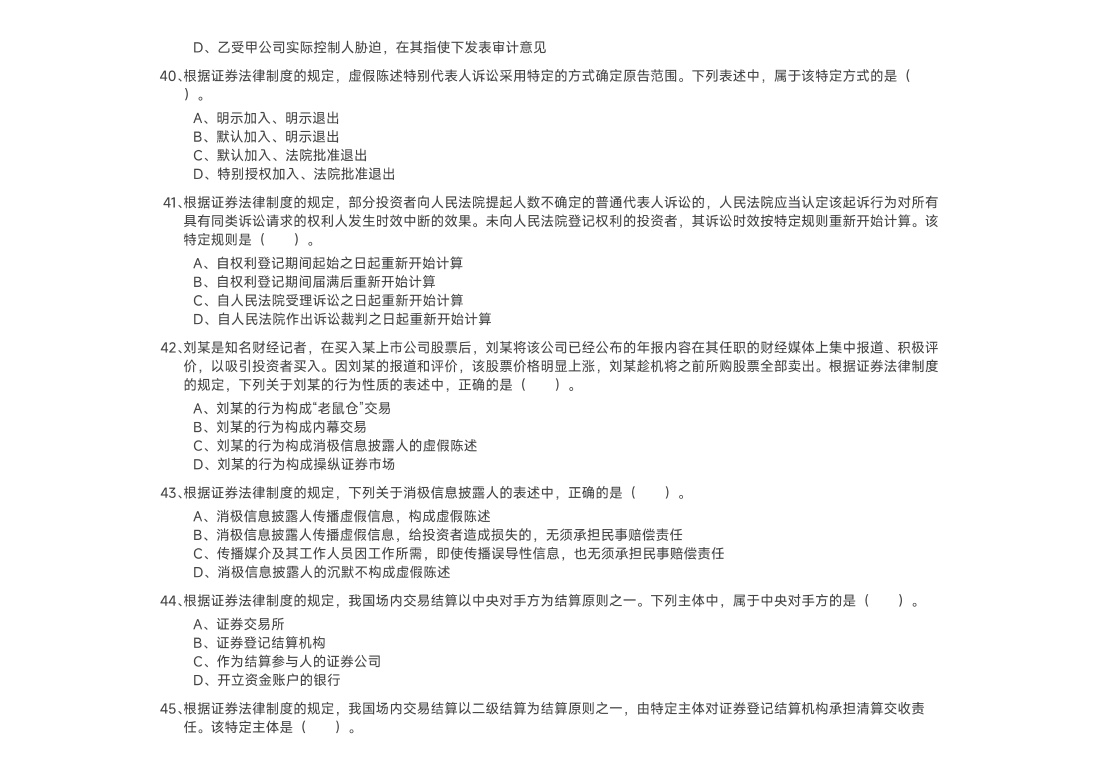 D、乙受甲公司实际控制人胁迫，在其指使下发表审计意见
40、根据证券法律制度的规定，虚假陈述特别代表人诉讼采用特定的方式确定原告范围。下列表述中，属于该特定方式的是（
）。
A、明示加入、明示退出
B、默认加入、明示退出
C、默认加入、法院批准退出
D、特别授权加入、法院批准退出
41、根据证券法律制度的规定，部分投资者向人民法院提起人数不确定的普通代表人诉讼的，人民法院应当认定该起诉行为对所有
具有同类诉讼请求的权利人发生时效中断的效果。未向人民法院登记权利的投资者，其诉讼时效按特定规则重新开始计算。该
特定规则是（　　）。
A、自权利登记期间起始之日起重新开始计算
B、自权利登记期间届满后重新开始计算
C、自人民法院受理诉讼之日起重新开始计算
D、自人民法院作出诉讼裁判之日起重新开始计算
42、刘某是知名财经记者，在买入某上市公司股票后，刘某将该公司已经公布的年报内容在其任职的财经媒体上集中报道、积极评
价，以吸引投资者买入。因刘某的报道和评价，该股票价格明显上涨，刘某趁机将之前所购股票全部卖出。根据证券法律制度
的规定，下列关于刘某的行为性质的表述中，正确的是（　　）。
A、刘某的行为构成“老鼠仓”交易
B、刘某的行为构成内幕交易
C、刘某的行为构成消极信息披露人的虚假陈述
D、刘某的行为构成操纵证券市场
43、根据证券法律制度的规定，下列关于消极信息披露人的表述中，正确的是（　　）。
A、消极信息披露人传播虚假信息，构成虚假陈述
B、消极信息披露人传播虚假信息，给投资者造成损失的，无须承担民事赔偿责任
C、传播媒介及其工作人员因工作所需，即使传播误导性信息，也无须承担民事赔偿责任
D、消极信息披露人的沉默不构成虚假陈述
44、根据证券法律制度的规定，我国场内交易结算以中央对手方为结算原则之一。下列主体中，属于中央对手方的是（　　）。
A、证券交易所
B、证券登记结算机构
C、作为结算参与人的证券公司
D、开立资金账户的银行
45、根据证券法律制度的规定，我国场内交易结算以二级结算为结算原则之一，由特定主体对证券登记结算机构承担清算交收责
任。该特定主体是（　　）。